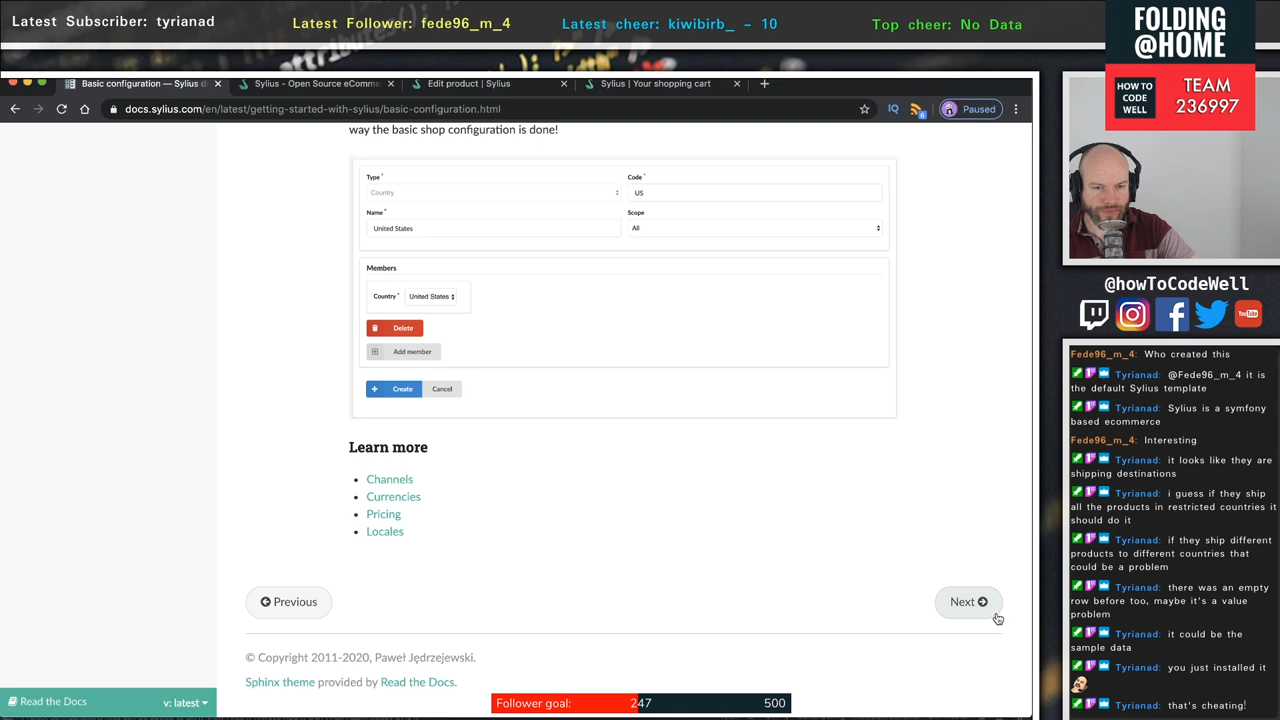 Latest Subscriber: tyrianad
Latest Follower: fede96_m_4
Latest cheer: kiwibirb_ - 10
Top cheer: No Data
FOLDING
@HOME
HOW TO
CODE
WELL
TEAM
236997
Basic configuration — Sylius do
Sylius - Open Source eComme
Edit product | Sylius
Sylius | Your shopping cart
docs.sylius.com/en/latest/getting-started-with-sylius/basic-configuration.html
IQ
6
Paused
way the basic shop configuration is done!
Type*
Country
Code*
US
Name*
United States
Scope
All
Members
Country*
United States
Delete
Add member
Create
Cancel
Learn more
Channels
Currencies
Pricing
Locales
Previous
Next
© Copyright 2011-2020, Paweł Jędrzejewski.
Sphinx theme provided by Read the Docs.
Read the Docs
v: latest
Follower goal:
247
500
@howToCodeWell
You Tube
Fede96_m_4: Who created this
Tyrianad: @Fede96_m_4 it is
the default Sylius template
Tyrianad: Sylius is a symfony
based ecommerce
Fede96_m_4: Interesting
Tyrianad: it looks like they are
shipping destinations
Tyrianad: i guess if they ship
all the products in restricted countries it
should do it
Tyrianad: if they ship different
products to different countries that
could be a problem
Tyrianad: there was an empty
row before too, maybe it's a value
problem
Tyrianad: it could be the
sample data
Tyrianad: you just installed it
Tyrianad: that's cheating!